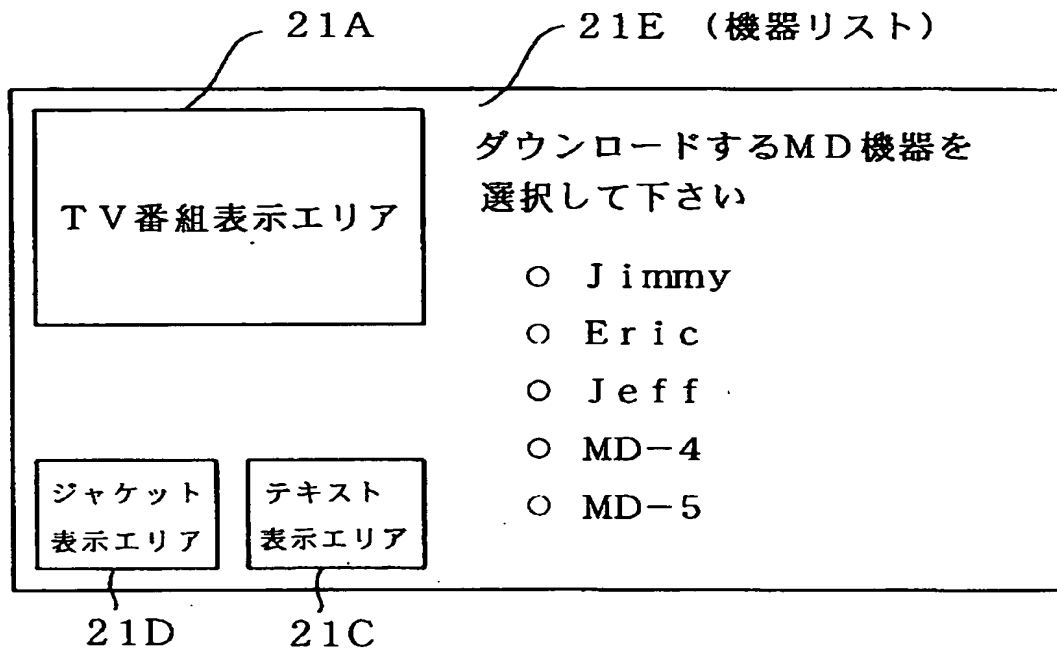 21A
21E (機器リスト)
TV番組表示エリア
ダウンロードするMD機器を
選択して下さい
○ Jimmy
○ Eric
○ Jeff
○ MD-4
○ MD-5
ジャケット
表示エリア
テキスト
表示エリア
21D
21C